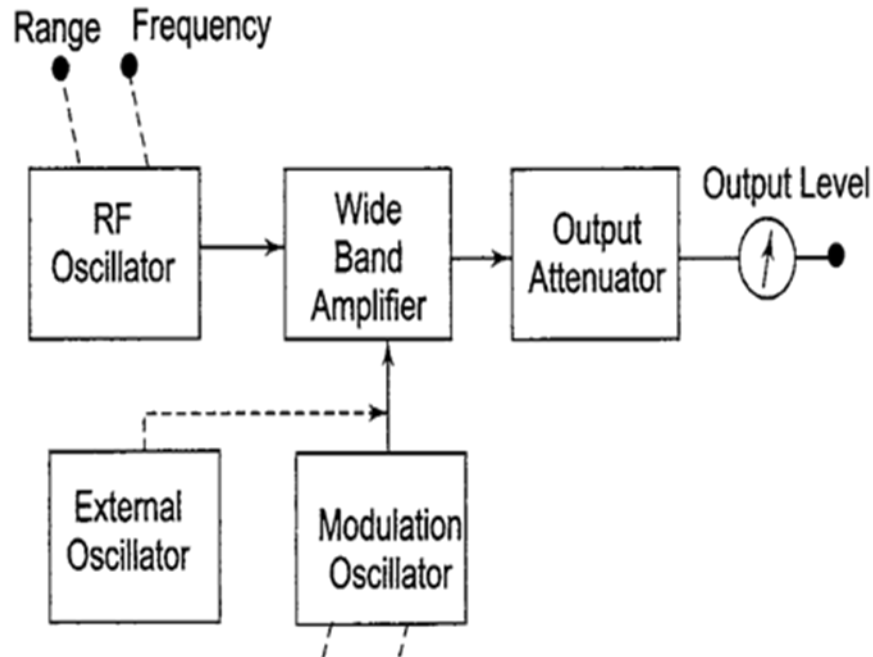 Range Frequency
RF
Oscillator
Wide
Band
Amplifier
Output
Attenuator
Output Level
External
Oscillator
Modulation
Oscillator